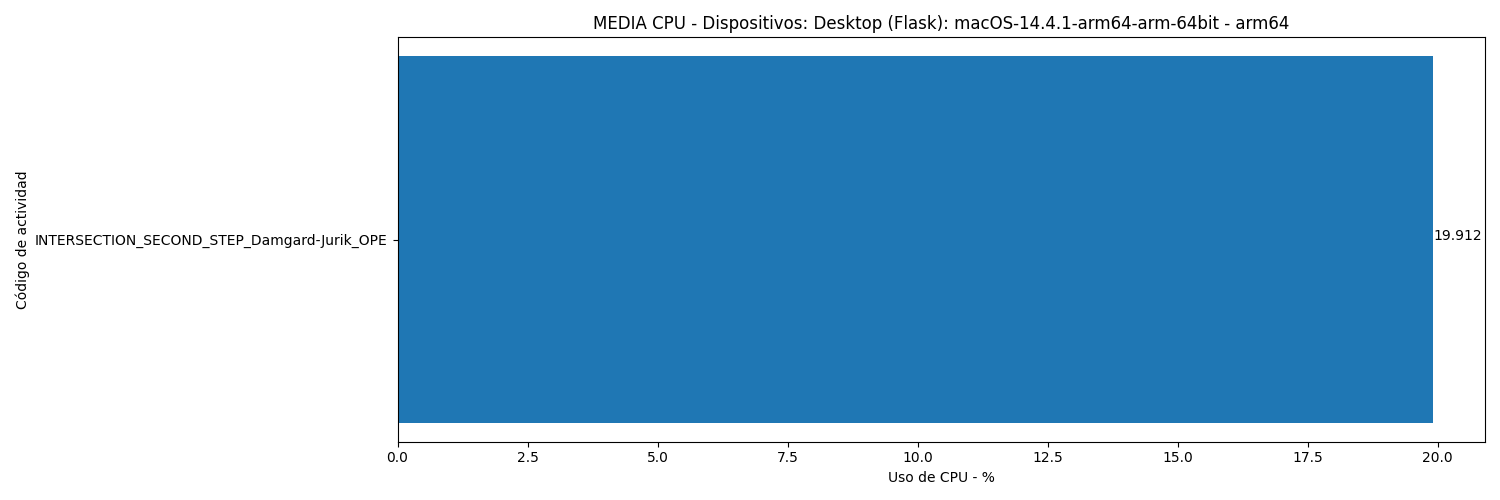 MEDIA CPU - Dispositivos: Desktop (Flask): macOS-14.4.1-arm64-arm-64bit - arm64
Código de actividad
INTERSECTION_SECOND_STEP_Damgard-Jurik_OPE
19.912
0.0 2.5 5.0 7.5 10.0 12.5 15.0 17.5 20.0
Uso de CPU - %